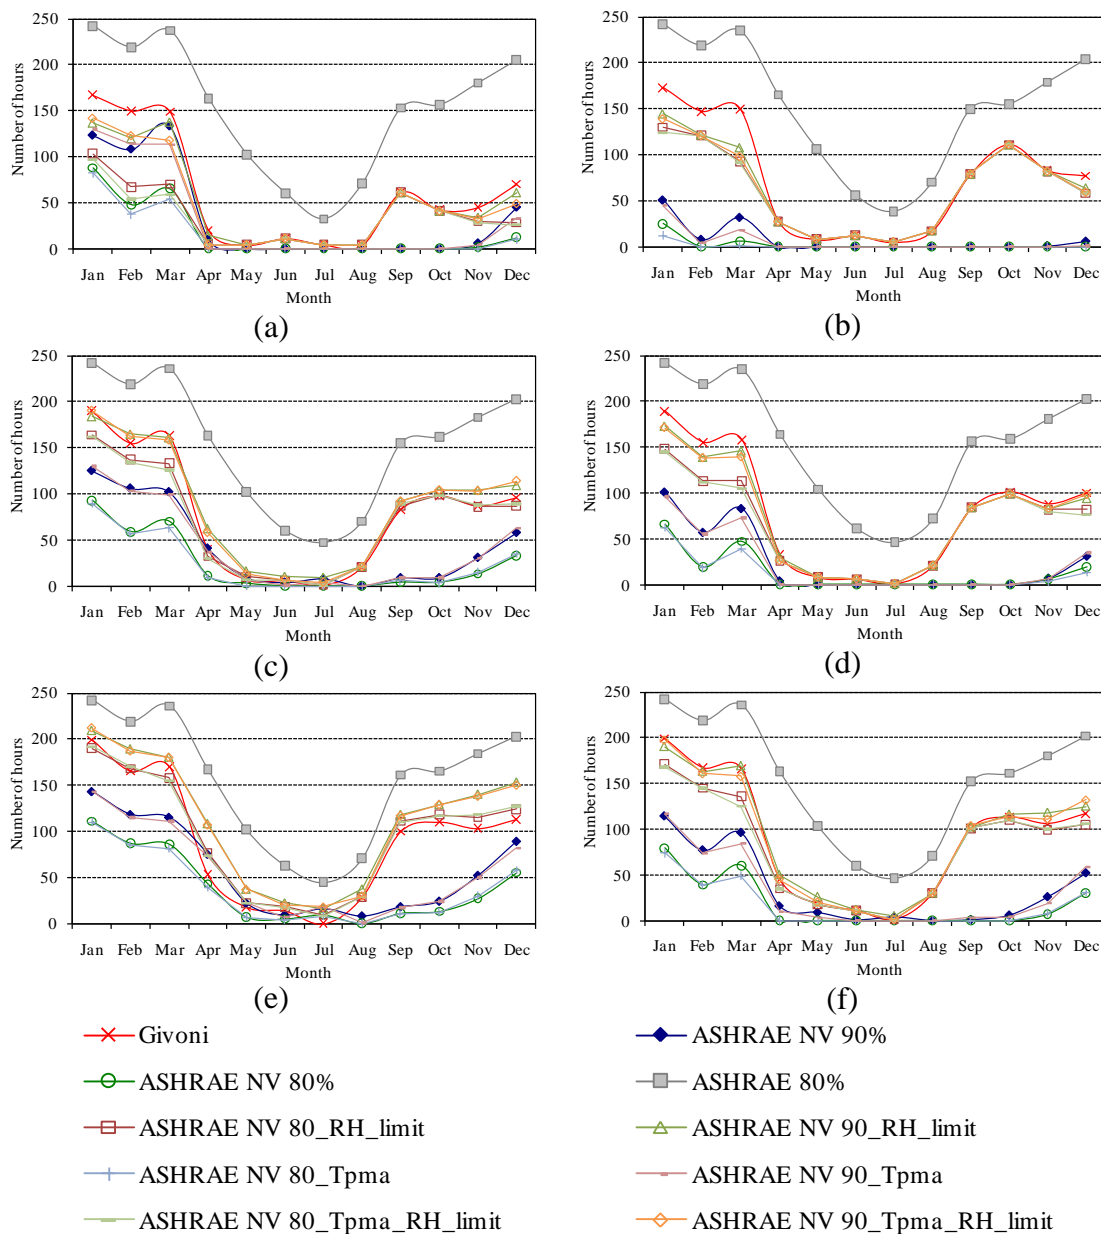 250
200
150
100
50
0
Number of hours
Jan Feb Mar Apr May Jun Jul Aug Sep Oct Nov Dec
Month
(a)
250
200
150
100
50
0
Number of hours
Jan Feb Mar Apr May Jun Jul Aug Sep Oct Nov Dec
Month
(b)
250
200
150
100
50
0
Number of hours
Jan Feb Mar Apr May Jun Jul Aug Sep Oct Nov Dec
Month
(c)
250
200
150
100
50
0
Number of hours
Jan Feb Mar Apr May Jun Jul Aug Sep Oct Nov Dec
Month
(d)
250
200
150
100
50
0
Number of hours
Jan Feb Mar Apr May Jun Jul Aug Sep Oct Nov Dec
Month
(e)
250
200
150
100
50
0
Number of hours
Jan Feb Mar Apr May Jun Jul Aug Sep Oct Nov Dec
Month
(f)
Givoni
ASHRAE NV 90%
ASHRAE NV 80%
ASHRAE 80%
ASHRAE NV 80_RH_limit
ASHRAE NV 90_RH_limit
ASHRAE NV 80_Tpma
ASHRAE NV 90_Tpma
ASHRAE NV 80_Tpma_RH_limit
ASHRAE NV 90_Tpma_RH_limit